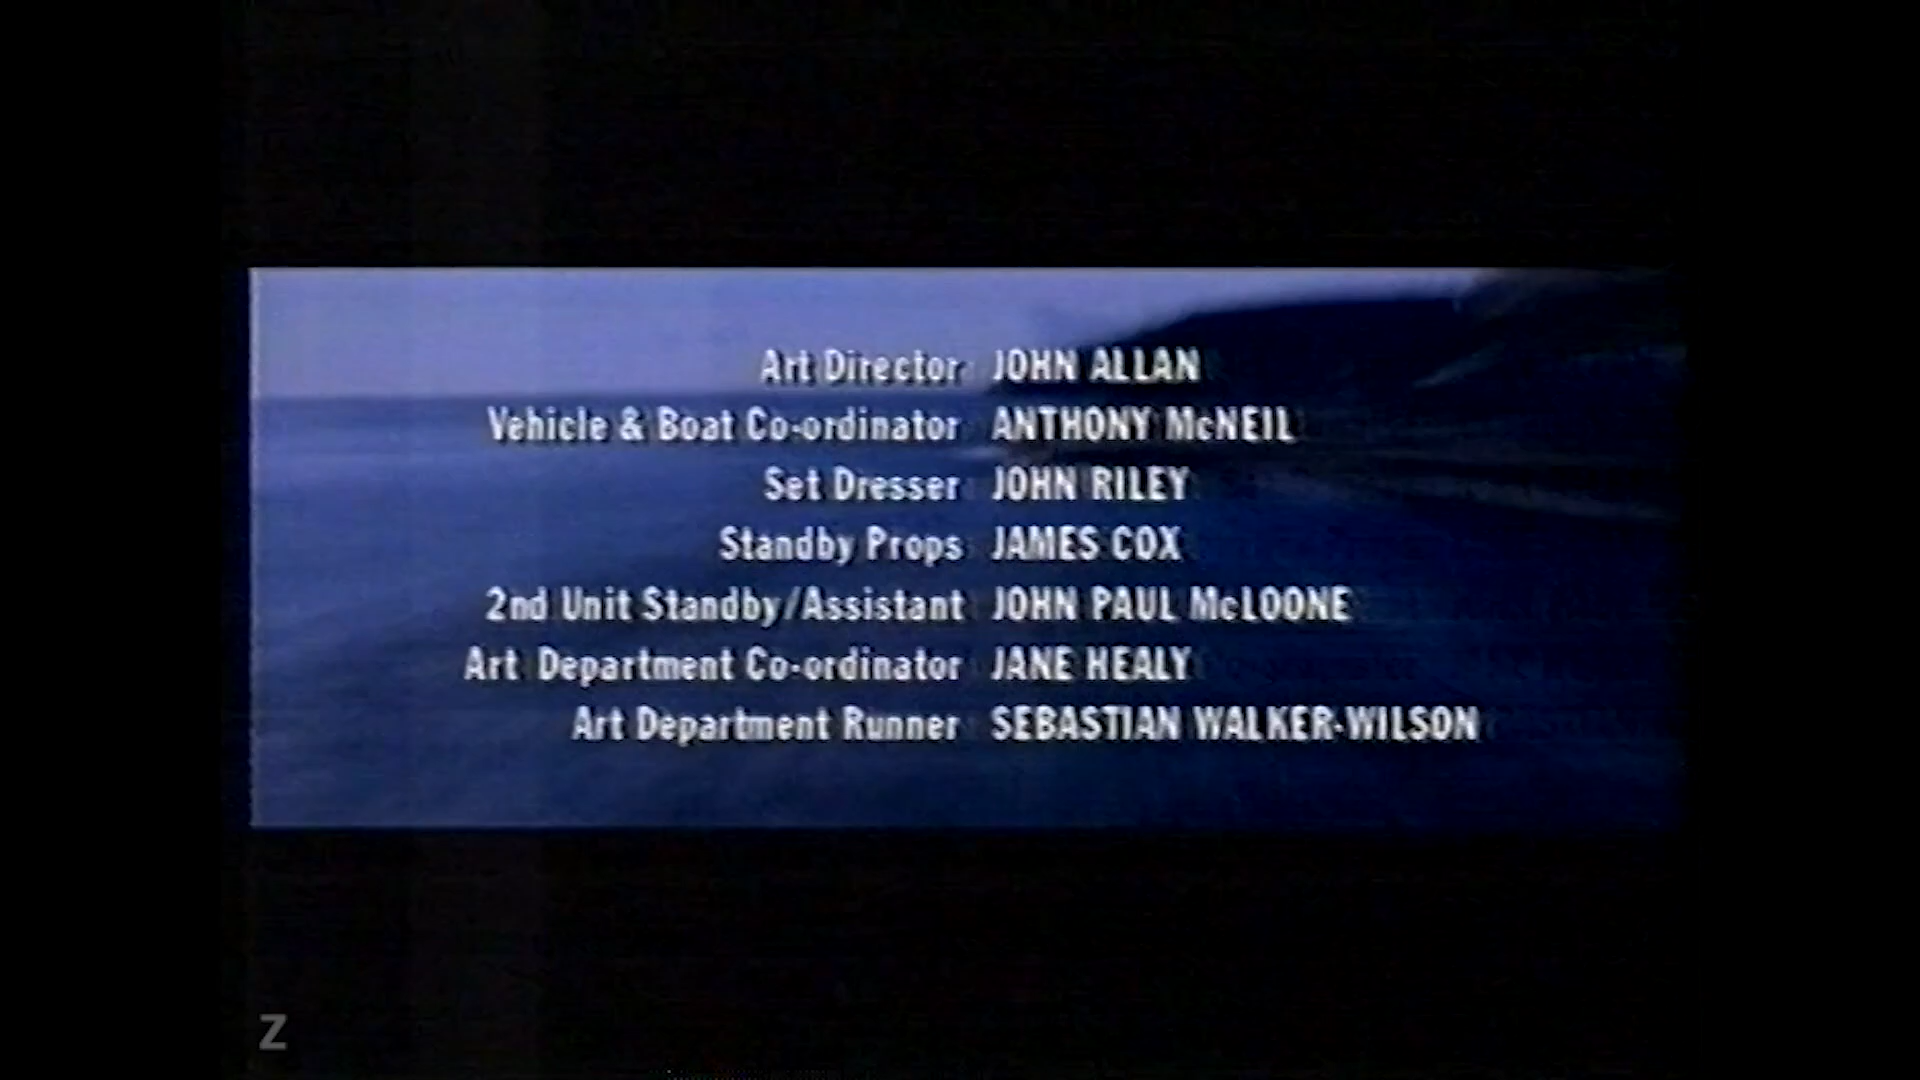 Art Director JOHN ALLAN
Vehicle & Boat Co-ordinator ANTHONY McNEIL
Set Dresser JOHN RILEY
Standby Props JAMES COX
2nd Unit Standby/Assistant JOHN PAUL McLOONE
Art Department Co-ordinator JANE HEALY
Art Department Runner SEBASTIAN WALKER-WILSON
Z